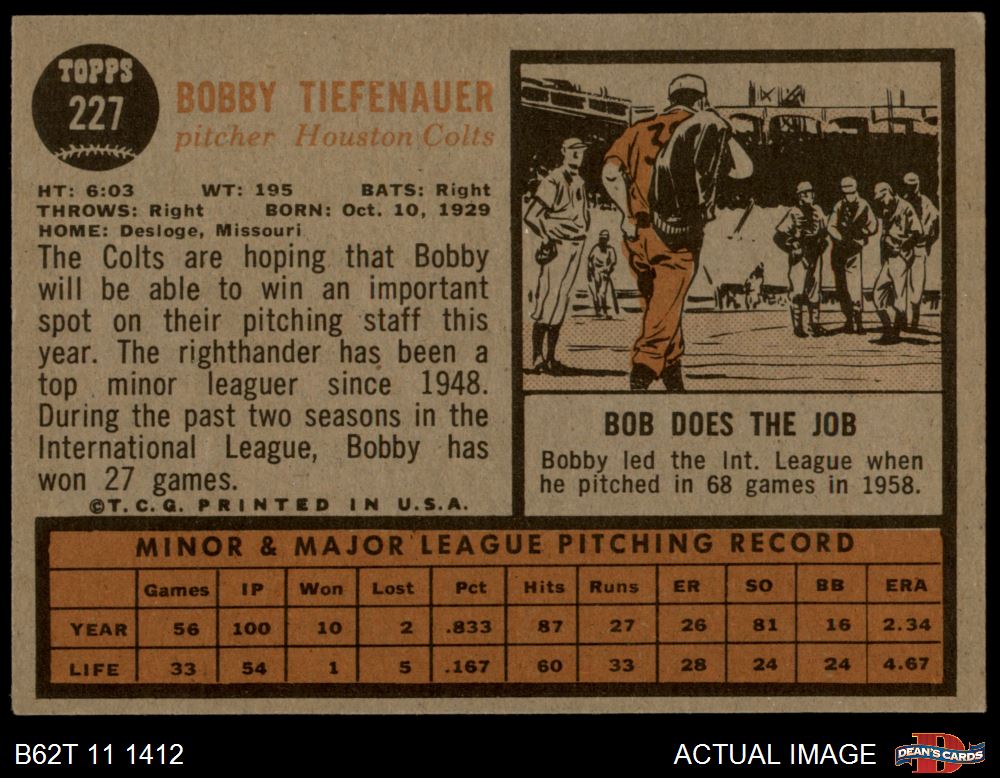 TOPPS
227
BOBBY TIEFENAUER
pitcher Houston Colts
HT: 6:03 WT: 195 BATS: Right
THROWS: Right BORN: Oct. 10, 1929
HOME: Desloge, Missouri
The Colts are hoping that Bobby
will be able to win an important
spot on their pitching staff this
year. The righthander has been a
top minor leaguer since 1948.
During the past two seasons in the
International League, Bobby has
won 27 games.
©T. C. G. PRINTED IN U.S.A.
BOB DOES THE JOB
Bobby led the Int. League when
he pitched in 68 games in 1958.
MINOR & MAJOR LEAGUE PITCHING RECORD
Games IP Won Lost Pct Hits Runs ER SO BB ERA
YEAR 56 100 10 2 .833 87 27 26 81 16 2.34
LIFE 33 54 1 5 .167 60 33 28 24 24 4.67
B62T 11 1412
ACTUAL IMAGE
DEAN'S CARDS